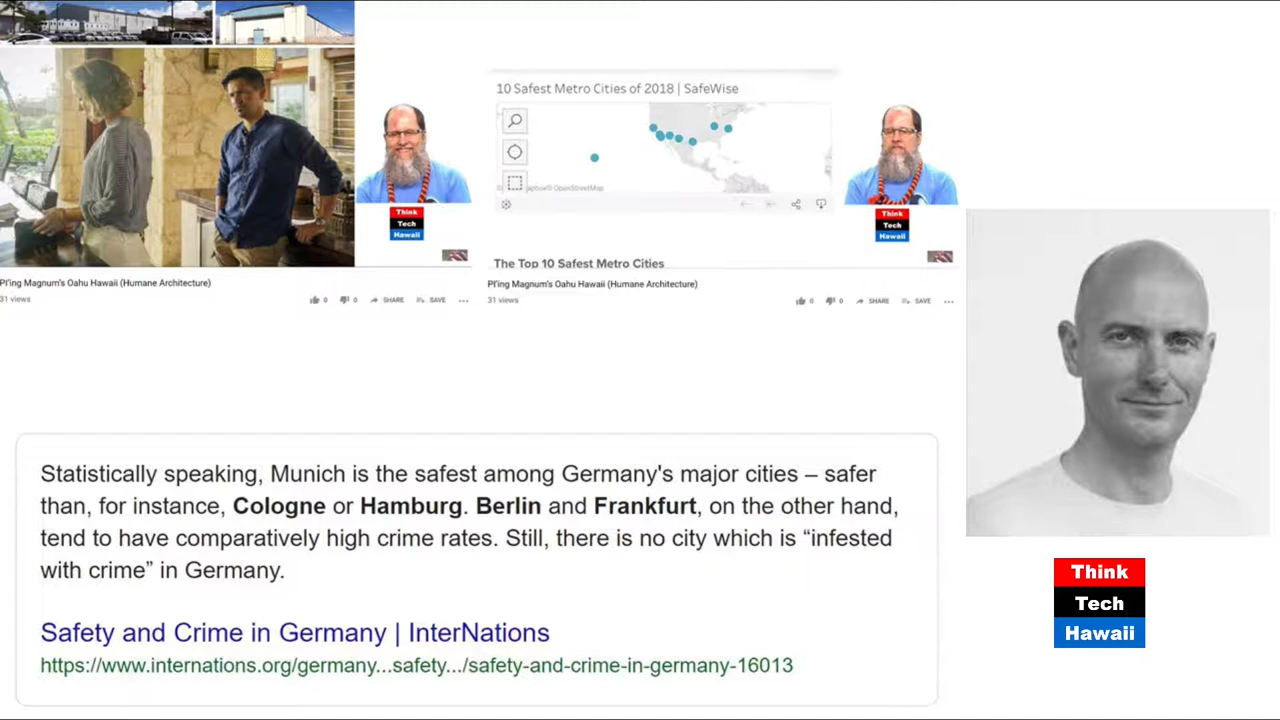 10 Safest Metro Cities of 2018 | SafeWise
OpenStreetMap
Think
Tech
Hawaii
Think
Tech
Hawaii
The Top 10 Safest Metro Cities
PI'ing Magnum's Oahu Hawaii (Humane Architecture)
31 views
0
0
SHARE
SAVE
PI'ing Magnum's Oahu Hawaii (Humane Architecture)
31 views
0
0
SHARE
SAVE
Statistically speaking, Munich is the safest among Germany's major cities – safer
than, for instance, Cologne or Hamburg. Berlin and Frankfurt, on the other hand,
tend to have comparatively high crime rates. Still, there is no city which is “infested
with crime” in Germany.
Safety and Crime in Germany | InterNations
https://www.internations.org/germany...safety.../safety-and-crime-in-germany-16013
Think
Tech
Hawaii